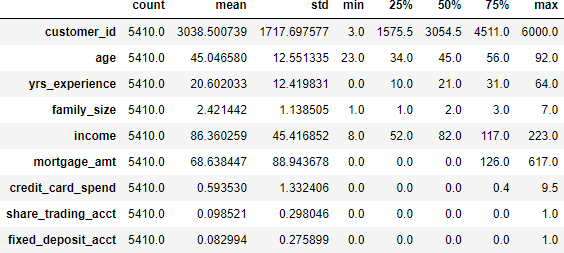 count mean std min 25% 50% 75% max
customer_id 5410.0 3038.500739 1717.697577 3.0 1575.5 3054.5 4511.0 6000.0
age 5410.0 45.046580 12.551335 23.0 34.0 45.0 56.0 92.0
yrs_experience 5410.0 20.602033 12.419831 0.0 10.0 21.0 31.0 64.0
family_size 5410.0 2.421442 1.138505 1.0 1.0 2.0 3.0 7.0
income 5410.0 86.360259 45.416852 8.0 52.0 82.0 117.0 223.0
mortgage_amt 5410.0 68.638447 88.943678 0.0 0.0 0.0 126.0 617.0
credit_card_spend 5410.0 0.593530 1.332406 0.0 0.0 0.0 0.4 9.5
share_trading_acct 5410.0 0.098521 0.298046 0.0 0.0 0.0 0.0 1.0
fixed_deposit_acct 5410.0 0.082994 0.275899 0.0 0.0 0.0 0.0 1.0